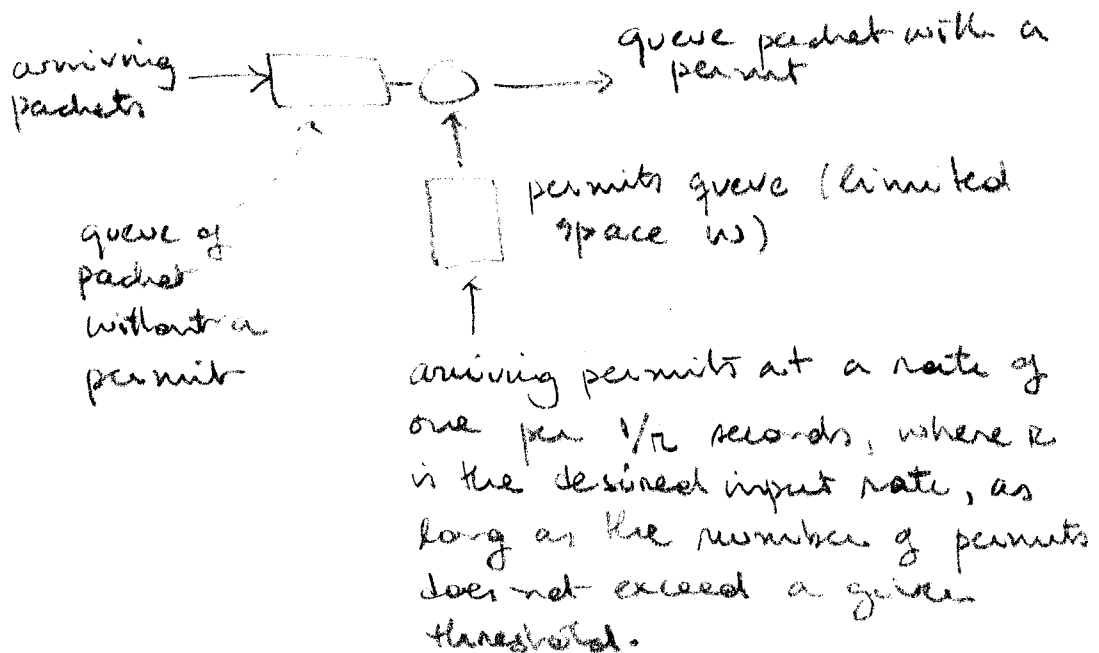 arriving
packets
queue packet with a
permit
permits queue (limited
space W)
queue of
packet
without a
permit
arriving permits at a rate of
one per 1/r seconds, where r
is the desired input rate, as
long as the number of permits
does not exceed a given
threshold.